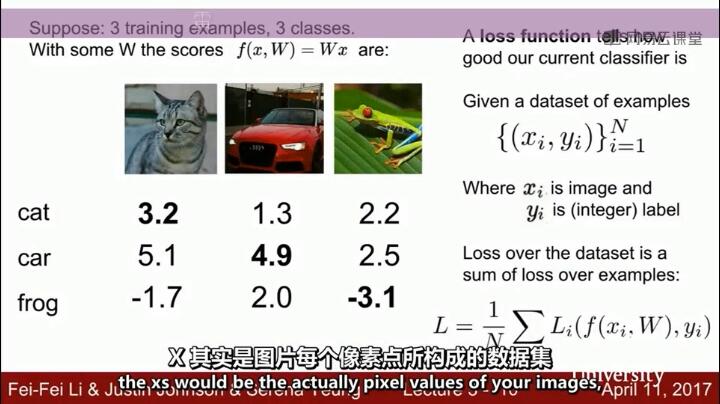 Suppose: 3 training examples, 3 classes.
With some W the scores f(x, W) = Wx are:
cat 3.2 1.3 2.2
car 5.1 4.9 2.5
frog -1.7 2.0 -3.1
A loss function tells how
good our current classifier is
Given a dataset of examples
{(x_i, y_i)}_{i=1}^N
Where x_i is image and
y_i is (integer) label
Loss over the dataset is a
sum of loss over examples:
L = 1/N ∑ L_i(f(x_i, W), y_i)
X 其实是图片每个像素点所构成的数据集
the xs would be the actually pixel values of your images,
Fei-Fei Li & Justin Johnson & Serena Yeung
Lecture 3 - 10
University
April 11, 2017